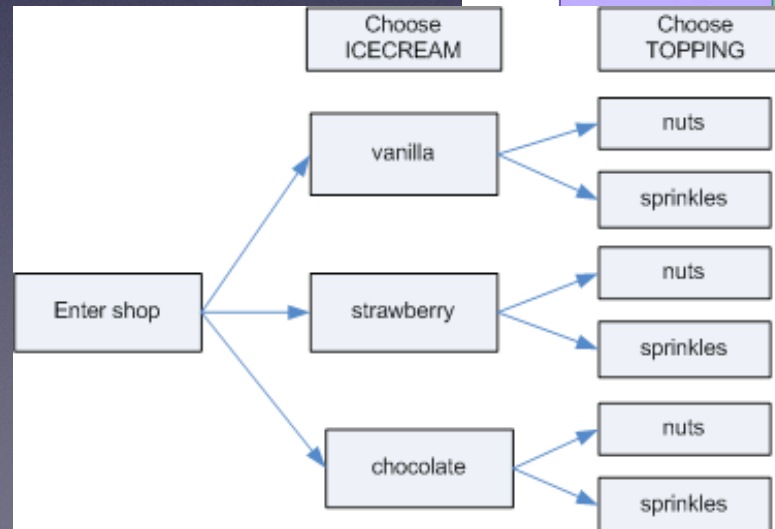 Choose
ICECREAM
Choose
TOPPING
vanilla
nuts
sprinkles
Enter shop
strawberry
nuts
sprinkles
chocolate
nuts
sprinkles